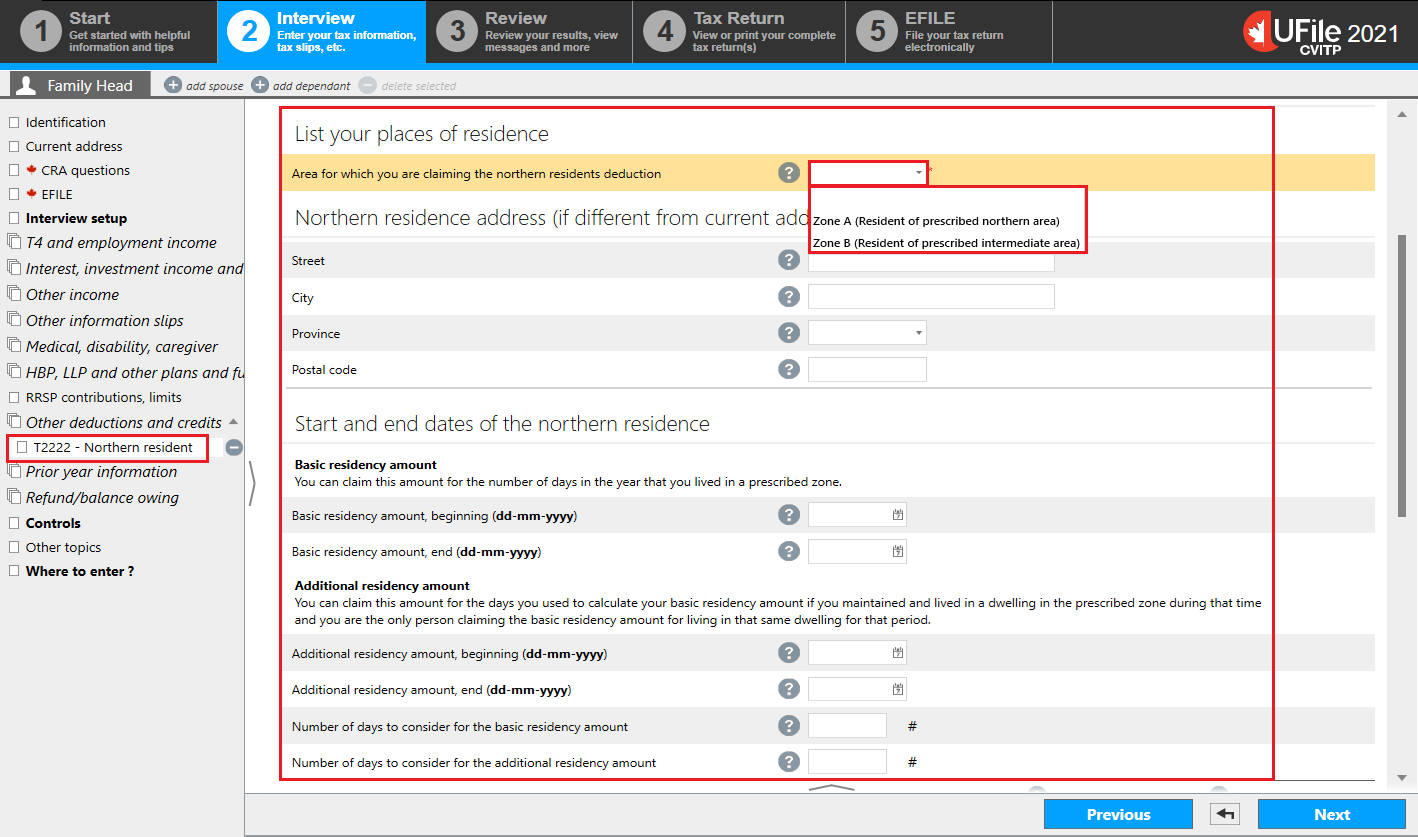 1
Start
Get started with helpful
information and tips
2
Interview
Enter your tax information,
tax slips, etc.
3
Review
Review your results, view
messages and more
4
Tax Return
View or print your complete
tax return(s)
5
EFILE
File your tax return
electronically
UFile 2021
CVITP
Family Head
+ add spouse + add dependant − delete selected
Identification
Current address
CRA questions
EFILE
Interview setup
T4 and employment income
Interest, investment income and
Other income
Other information slips
Medical, disability, caregiver
HBP, LLP and other plans and fu
RRSP contributions, limits
Other deductions and credits
T2222 - Northern resident
Prior year information
Refund/balance owing
Controls
Other topics
Where to enter ?
List your places of residence
Area for which you are claiming the northern residents deduction ? *
Northern residence address (if different from current add
Zone A (Resident of prescribed northern area)
Zone B (Resident of prescribed intermediate area)
Street ?
City ?
Province ?
Postal code ?
Start and end dates of the northern residence
Basic residency amount
You can claim this amount for the number of days in the year that you lived in a prescribed zone.
Basic residency amount, beginning (dd-mm-yyyy) ?
Basic residency amount, end (dd-mm-yyyy) ?
Additional residency amount
You can claim this amount for the days you used to calculate your basic residency amount if you maintained and lived in a dwelling in the prescribed zone during that time
and you are the only person claiming the basic residency amount for living in that same dwelling for that period.
Additional residency amount, beginning (dd-mm-yyyy) ?
Additional residency amount, end (dd-mm-yyyy) ?
Number of days to consider for the basic residency amount ? #
Number of days to consider for the additional residency amount ? #
Previous
Next